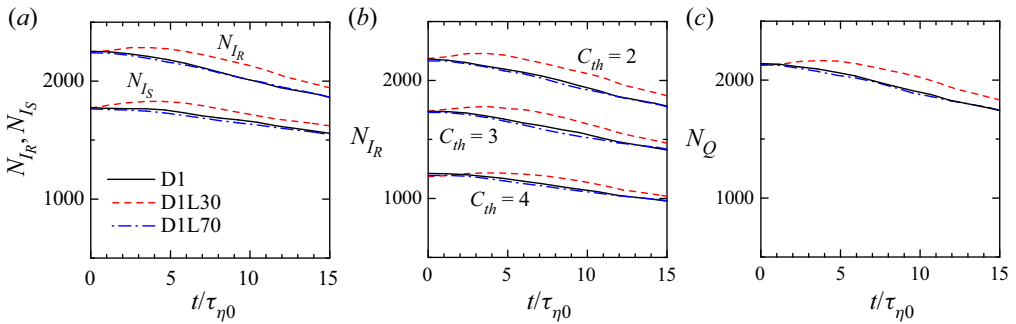 (a)
N_{I_R}, N_{I_S}
2000
1000
N_{I_R}
N_{I_S}
D1
D1L30
D1L70
0 5 10 15
t/τ_{η0}
(b)
N_{I_R}
2000
1000
C_{th} = 2
C_{th} = 3
C_{th} = 4
0 5 10 15
t/τ_{η0}
(c)
N_Q
2000
1000
0 5 10 15
t/τ_{η0}